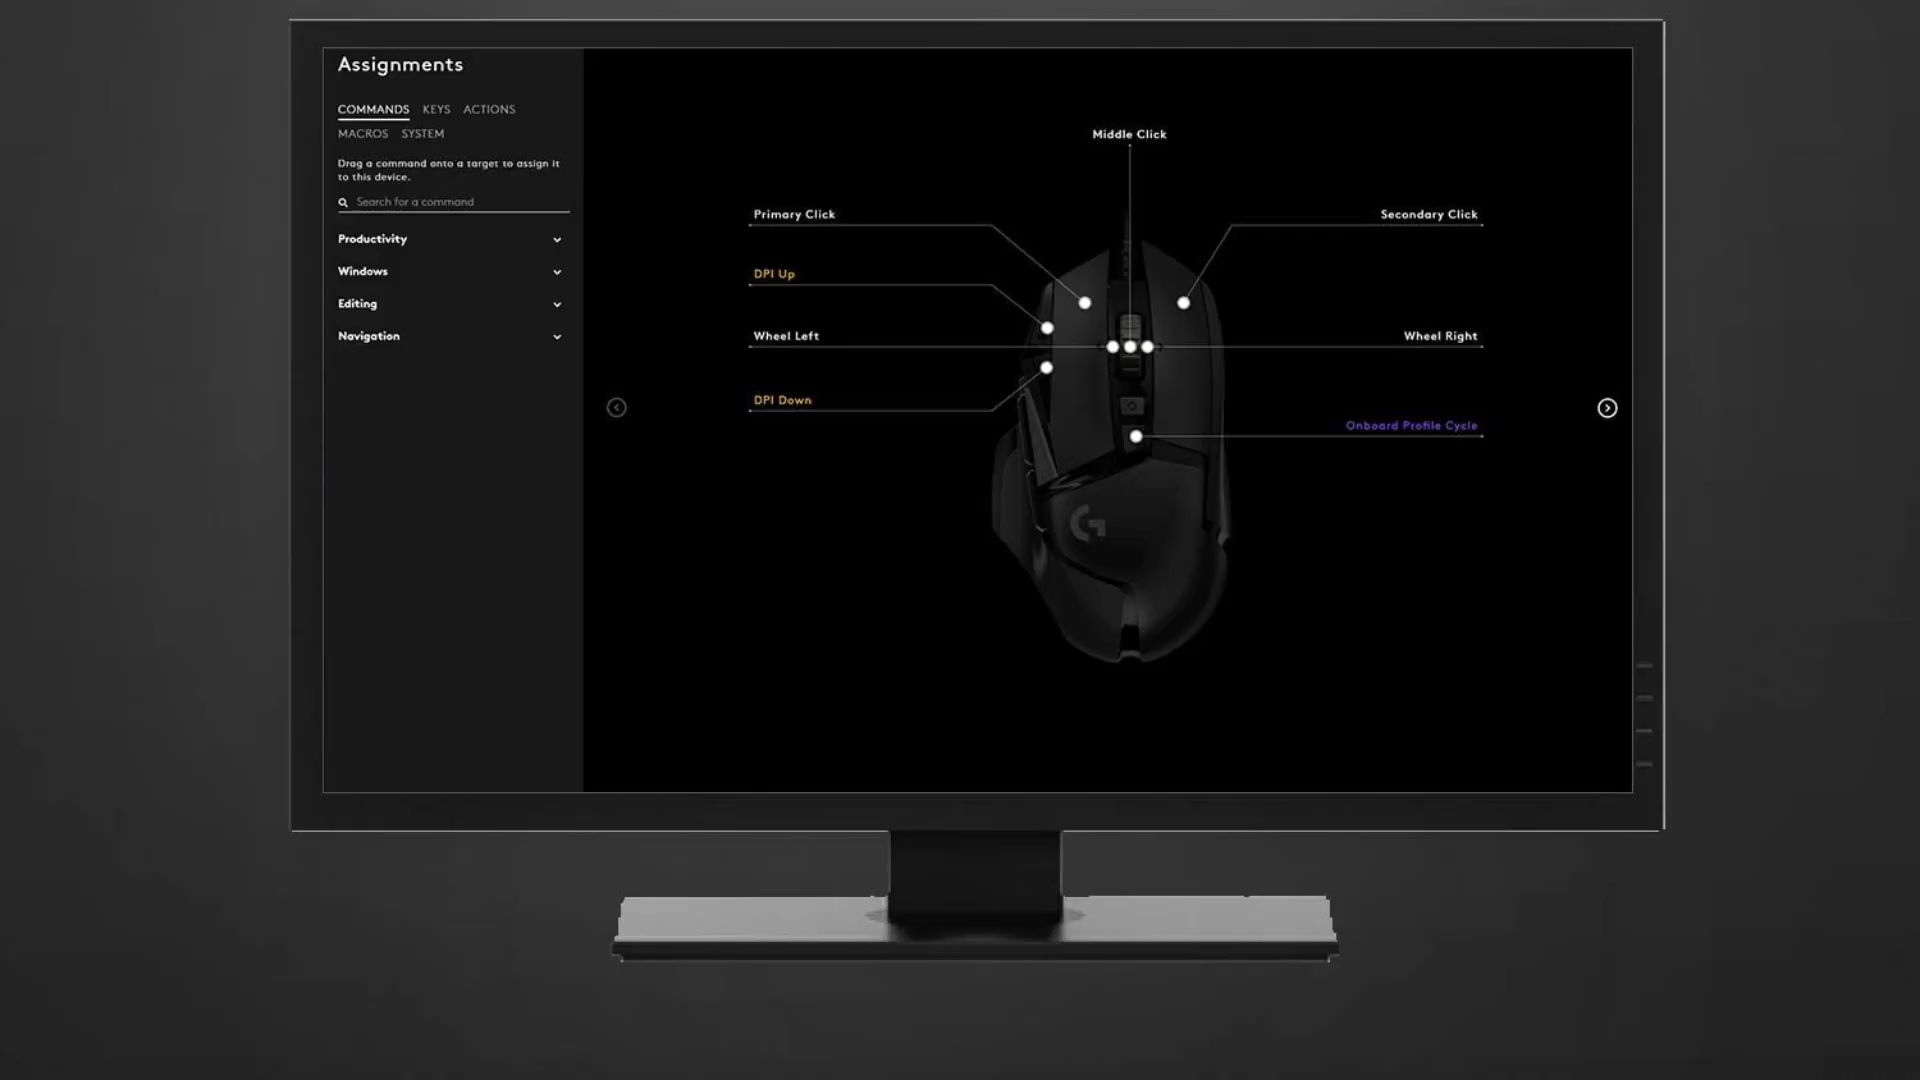 Assignments
COMMANDS KEYS ACTIONS
MACROS SYSTEM
Drag a command onto a target to assign it
to this device.
Search for a command
Productivity
Windows
Editing
Navigation
Middle Click
Primary Click
Secondary Click
DPI Up
Wheel Left
Wheel Right
DPI Down
Onboard Profile Cycle